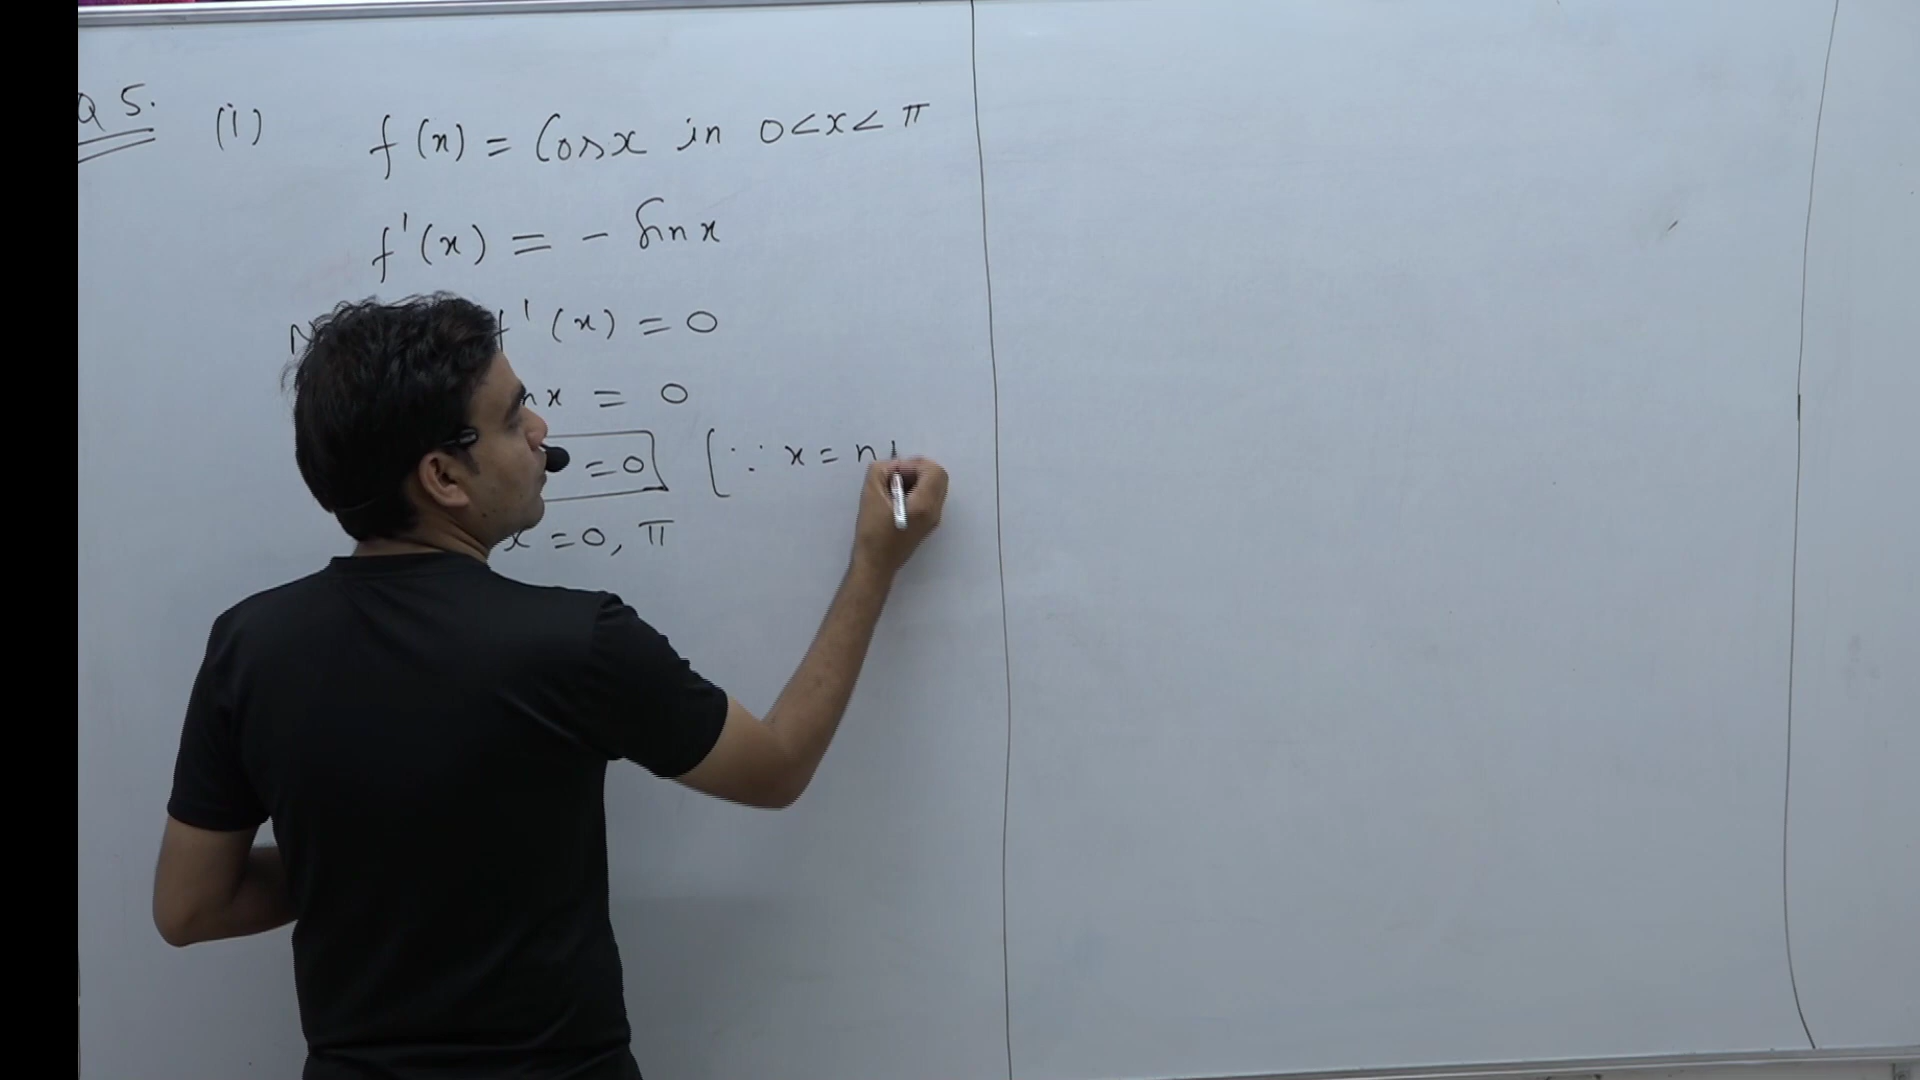 Q 5. (i) f(x) = Cosx in 0<x<π
f'(x) = - Sinx
f'(x) = 0
nx = 0
=0 [∵ x = n
x = 0, π